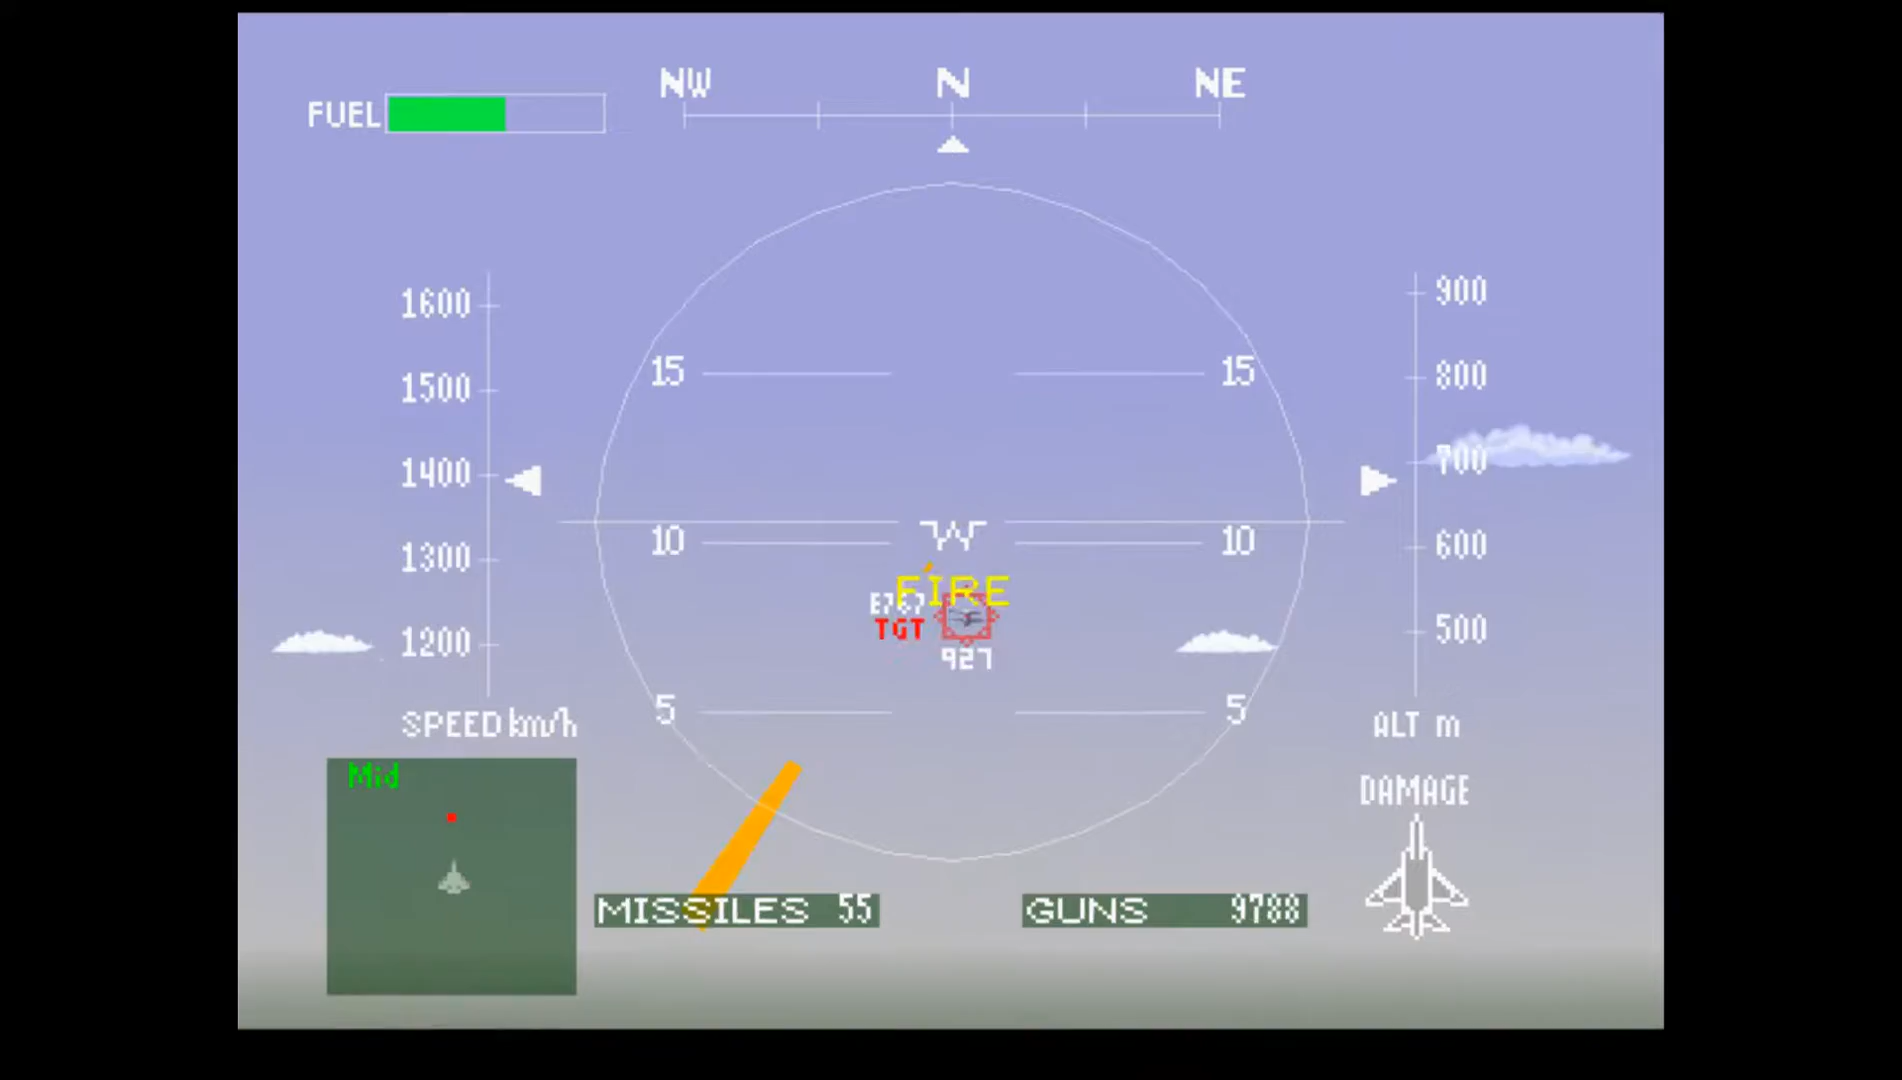 NW N NE
FUEL
1600
1500
1400
1300
1200
SPEED km/h
15 15
10 10
5 5
FIRE
E767
TGT
927
900
800
700
600
500
ALT m
Mid
MISSILES 55
GUNS 9788
DAMAGE